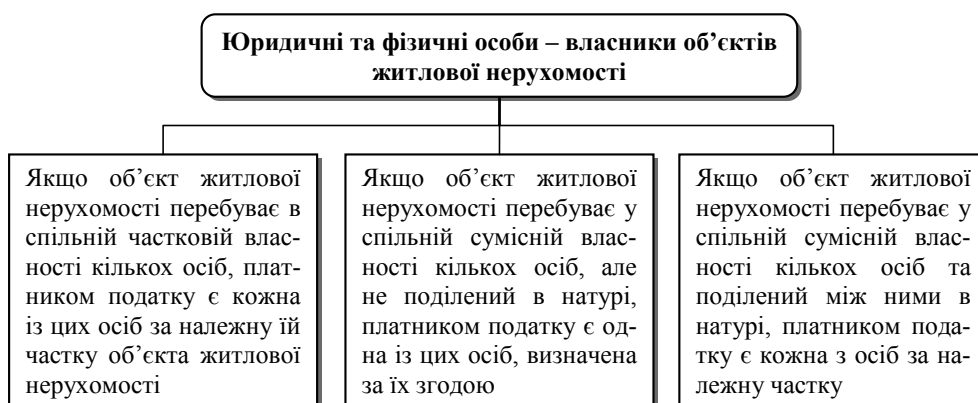 Юридичні та фізичні особи – власники об’єктів
житлової нерухомості
Якщо об’єкт житлової
нерухомості перебуває в
спільній частковій влас-
ності кількох осіб, плат-
ником податку є кожна
із цих осіб за належну їй
частку об’єкта житлової
нерухомості
Якщо об’єкт житлової
нерухомості перебуває у
спільній сумісній влас-
ності кількох осіб, але
не поділений в натурі,
платником податку є од-
на із цих осіб, визначена
за їх згодою
Якщо об’єкт житлової
нерухомості перебуває у
спільній сумісній влас-
ності кількох осіб та
поділений між ними в
натурі, платником пода-
тку є кожна з осіб за на-
лежну частку